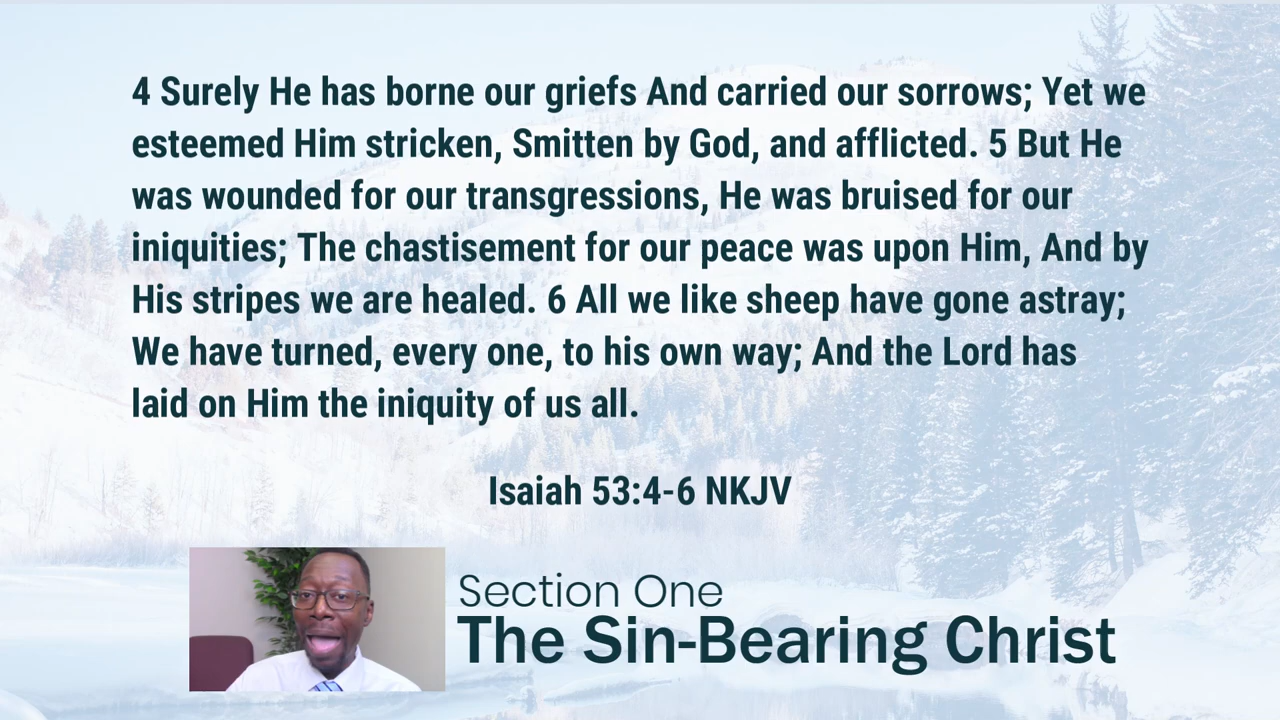 4 Surely He has borne our griefs And carried our sorrows; Yet we
esteemed Him stricken, Smitten by God, and afflicted. 5 But He
was wounded for our transgressions, He was bruised for our
iniquities; The chastisement for our peace was upon Him, And by
His stripes we are healed. 6 All we like sheep have gone astray;
We have turned, every one, to his own way; And the Lord has
laid on Him the iniquity of us all.
Isaiah 53:4-6 NKJV
Section One
The Sin-Bearing Christ